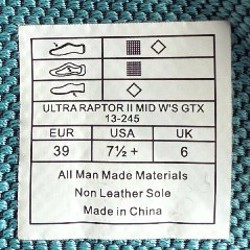 ULTRA RAPTOR II MID W'S GTX
13-245
EUR USA UK
39 7½ + 6
All Man Made Materials
Non Leather Sole
Made in China